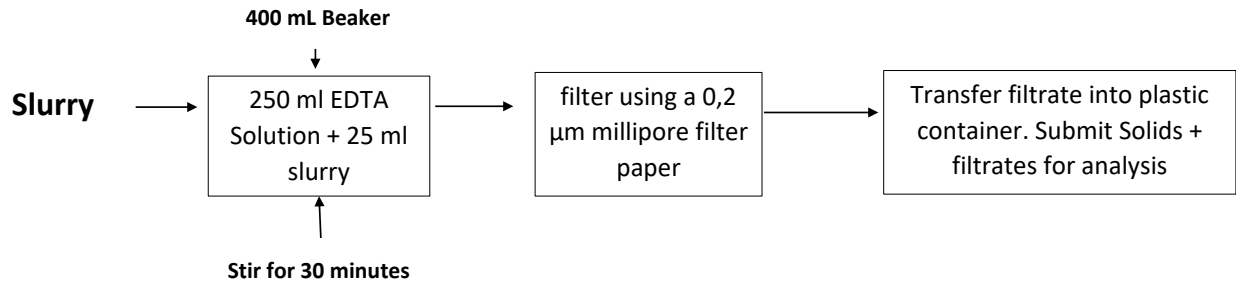 400 mL Beaker
Slurry
250 ml EDTA
Solution + 25 ml
slurry
filter using a 0,2
µm millipore filter
paper
Transfer filtrate into plastic
container. Submit Solids +
filtrates for analysis
Stir for 30 minutes